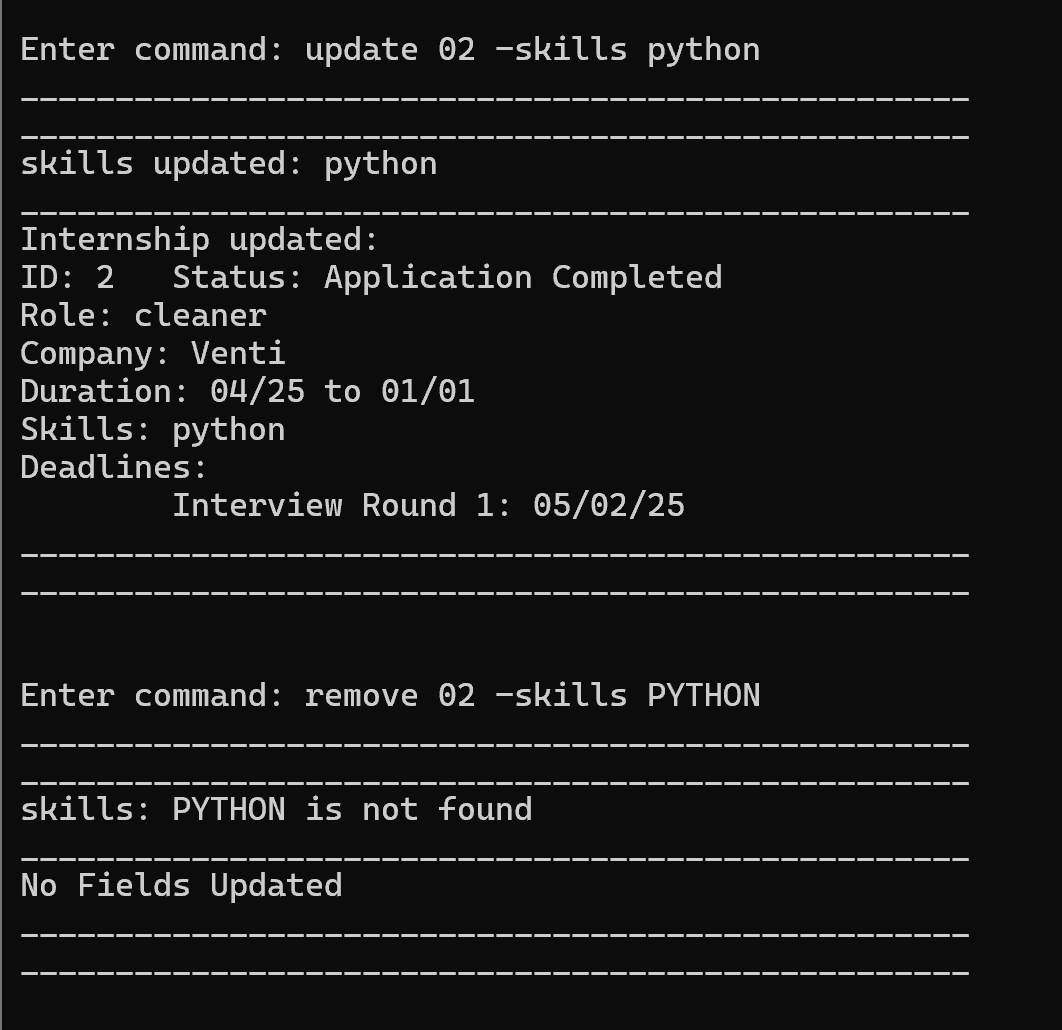 Enter command: update 02 -skills python
__________________________________________________
__________________________________________________
skills updated: python
__________________________________________________
Internship updated:
ID: 2   Status: Application Completed
Role: cleaner
Company: Venti
Duration: 04/25 to 01/01
Skills: python
Deadlines:
        Interview Round 1: 05/02/25
__________________________________________________
__________________________________________________
Enter command: remove 02 -skills PYTHON
__________________________________________________
__________________________________________________
skills: PYTHON is not found
__________________________________________________
No Fields Updated
__________________________________________________
__________________________________________________